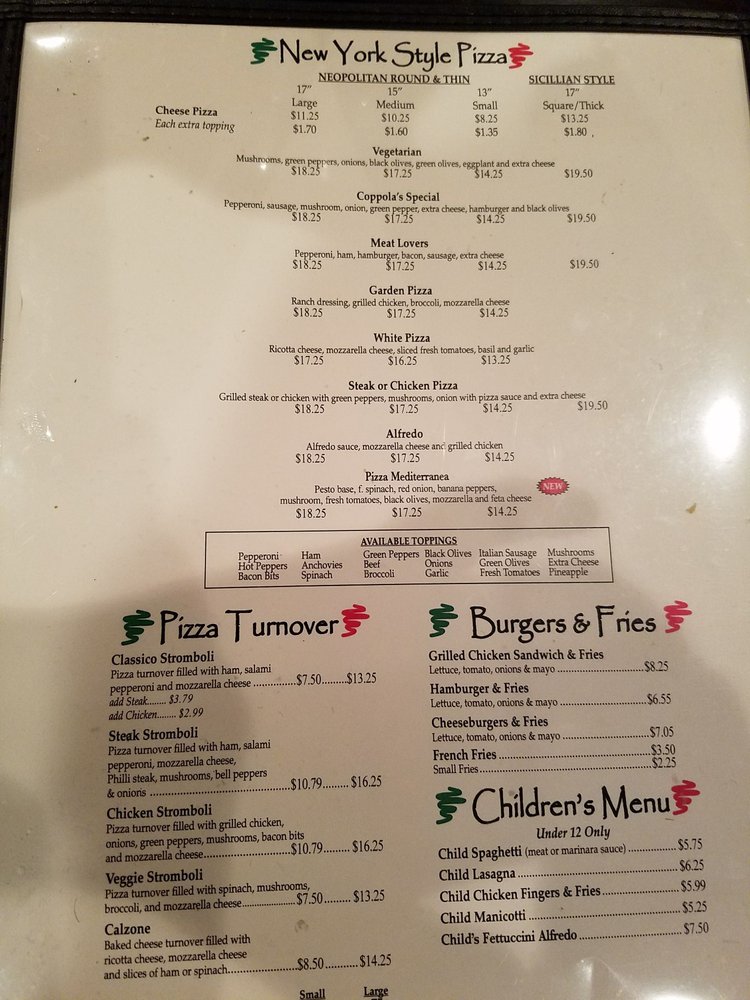 New York Style Pizza
NEOPOLITAN ROUND & THIN SICILLIAN STYLE
17" 15" 13" 17"
Large Medium Small Square/Thick
Cheese Pizza $11.25 $10.25 $8.25 $13.25
Each extra topping $1.70 $1.60 $1.35 $1.80
Vegetarian
Mushrooms, green peppers, onions, black olives, green olives, eggplant and extra cheese
$18.25 $17.25 $14.25 $19.50
Coppola's Special
Pepperoni, sausage, mushroom, onion, green pepper, extra cheese, hamburger and black olives
$18.25 $17.25 $14.25 $19.50
Meat Lovers
Pepperoni, ham, hamburger, bacon, sausage, extra cheese
$18.25 $17.25 $14.25 $19.50
Garden Pizza
Ranch dressing, grilled chicken, broccoli, mozzarella cheese
$18.25 $17.25 $14.25
White Pizza
Ricotta cheese, mozzarella cheese, sliced fresh tomatoes, basil and garlic
$17.25 $16.25 $13.25
Steak or Chicken Pizza
Grilled steak or chicken with green peppers, mushrooms, onion with pizza sauce and extra cheese
$18.25 $17.25 $14.25 $19.50
Alfredo
Alfredo sauce, mozzarella cheese and grilled chicken
$18.25 $17.25 $14.25
Pizza Mediterranea
Pesto base, f. spinach, red onion, banana peppers, NEW
mushroom, fresh tomatoes, black olives, mozzarella and feta cheese
$18.25 $17.25 $14.25
AVAILABLE TOPPINGS
Pepperoni Ham Green Peppers Black Olives Italian Sausage Mushrooms
Hot Peppers Anchovies Beef Onions Green Olives Extra Cheese
Bacon Bits Spinach Broccoli Garlic Fresh Tomatoes Pineapple
Pizza Turnover
Classico Stromboli
Pizza turnover filled with ham, salami
pepperoni and mozzarella cheese ..............$7.50........$13.25
add Steak........ $3.79
add Chicken........ $2.99
Steak Stromboli
Pizza turnover filled with ham, salami
pepperoni, mozzarella cheese,
Philli steak, mushrooms, bell peppers
& onions ..........................................$10.79......... $16.25
Chicken Stromboli
Pizza turnover filled with grilled chicken,
onions, green peppers, mushrooms, bacon bits
and mozzarella cheese..........................$10.79......... $16.25
Veggie Stromboli
Pizza turnover filled with spinach, mushrooms,
broccoli, and mozzarella cheese......................$7.50......... $13.25
Calzone
Baked cheese turnover filled with
ricotta cheese, mozzarella cheese
and slices of ham or spinach......................$8.50...........$14.25
Small Large
Burgers & Fries
Grilled Chicken Sandwich & Fries
Lettuce, tomato, onions & mayo ............................$8.25
Hamburger & Fries
Lettuce, tomato, onions & mayo ............................$6.55
Cheeseburgers & Fries
Lettuce, tomato, onions & mayo ............................$7.05
French Fries ..................................................$3.50
Small Fries......................................................$2.25
Children's Menu
Under 12 Only
Child Spaghetti (meat or marinara sauce) ................$5.75
Child Lasagna ..................................................$6.25
Child Chicken Fingers & Fries..........................$5.99
Child Manicotti ................................................$5.25
Child's Fettuccini Alfredo..................................$7.50